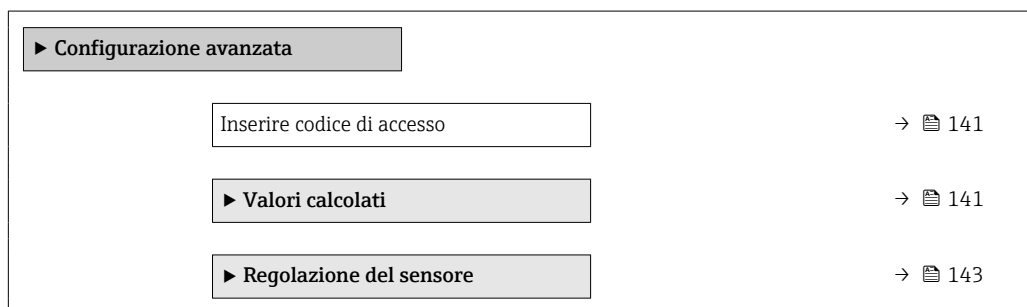 ▶ Configurazione avanzata
Inserire codice di accesso → 🖹 141
▶ Valori calcolati → 🖹 141
▶ Regolazione del sensore → 🖹 143